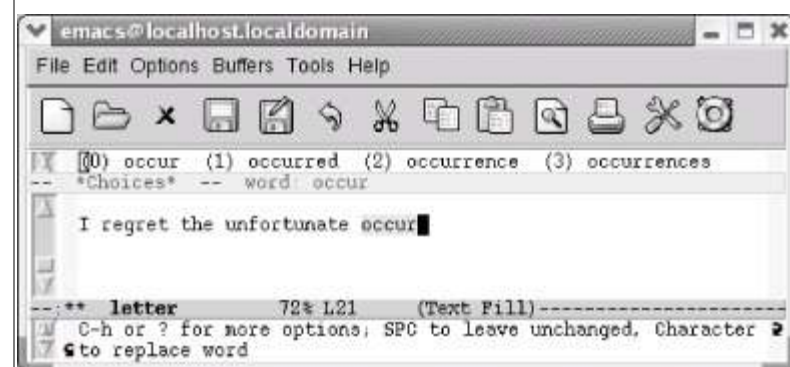 emacs@localhost.localdomain
File Edit Options Buffers Tools Help
(0) occur (1) occurred (2) occurrence (3) occurrences
-- *Choices* -- word: occur
I regret the unfortunate occur
--:** letter 72% L21 (Text Fill)----------------------
C-h or ? for more options; SPC to leave unchanged, Character
to replace word